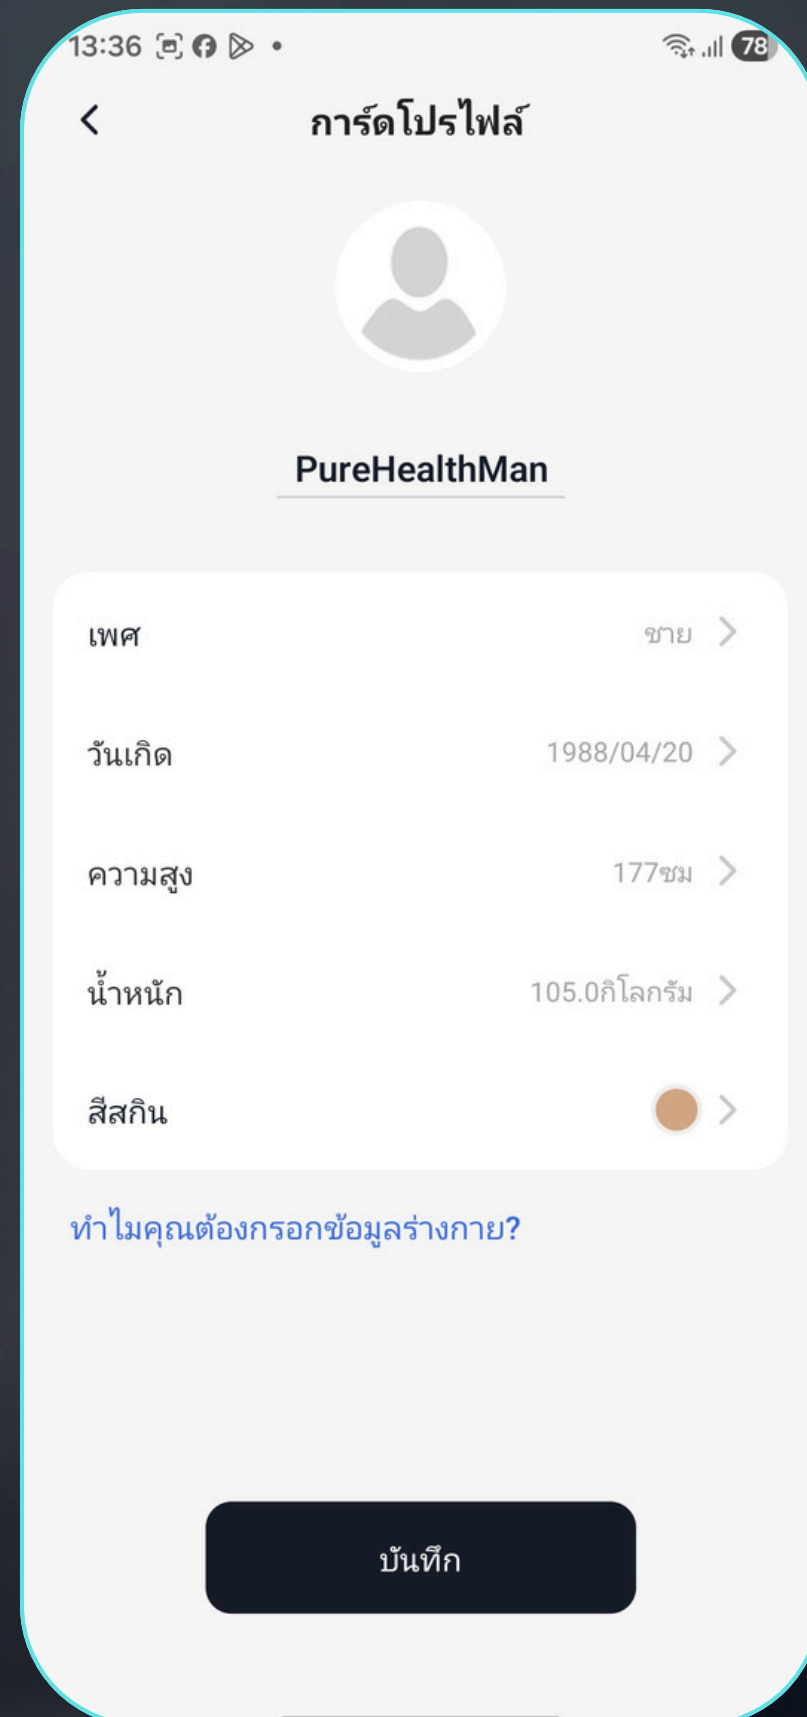 13:36
78
การ์ดโปรไฟล์
PureHealthMan
เพศ ชาย
วันเกิด 1988/04/20
ความสูง 177ซม
น้ำหนัก 105.0กิโลกรัม
สีสกิน
ทำไมคุณต้องกรอกข้อมูลร่างกาย?
บันทึก